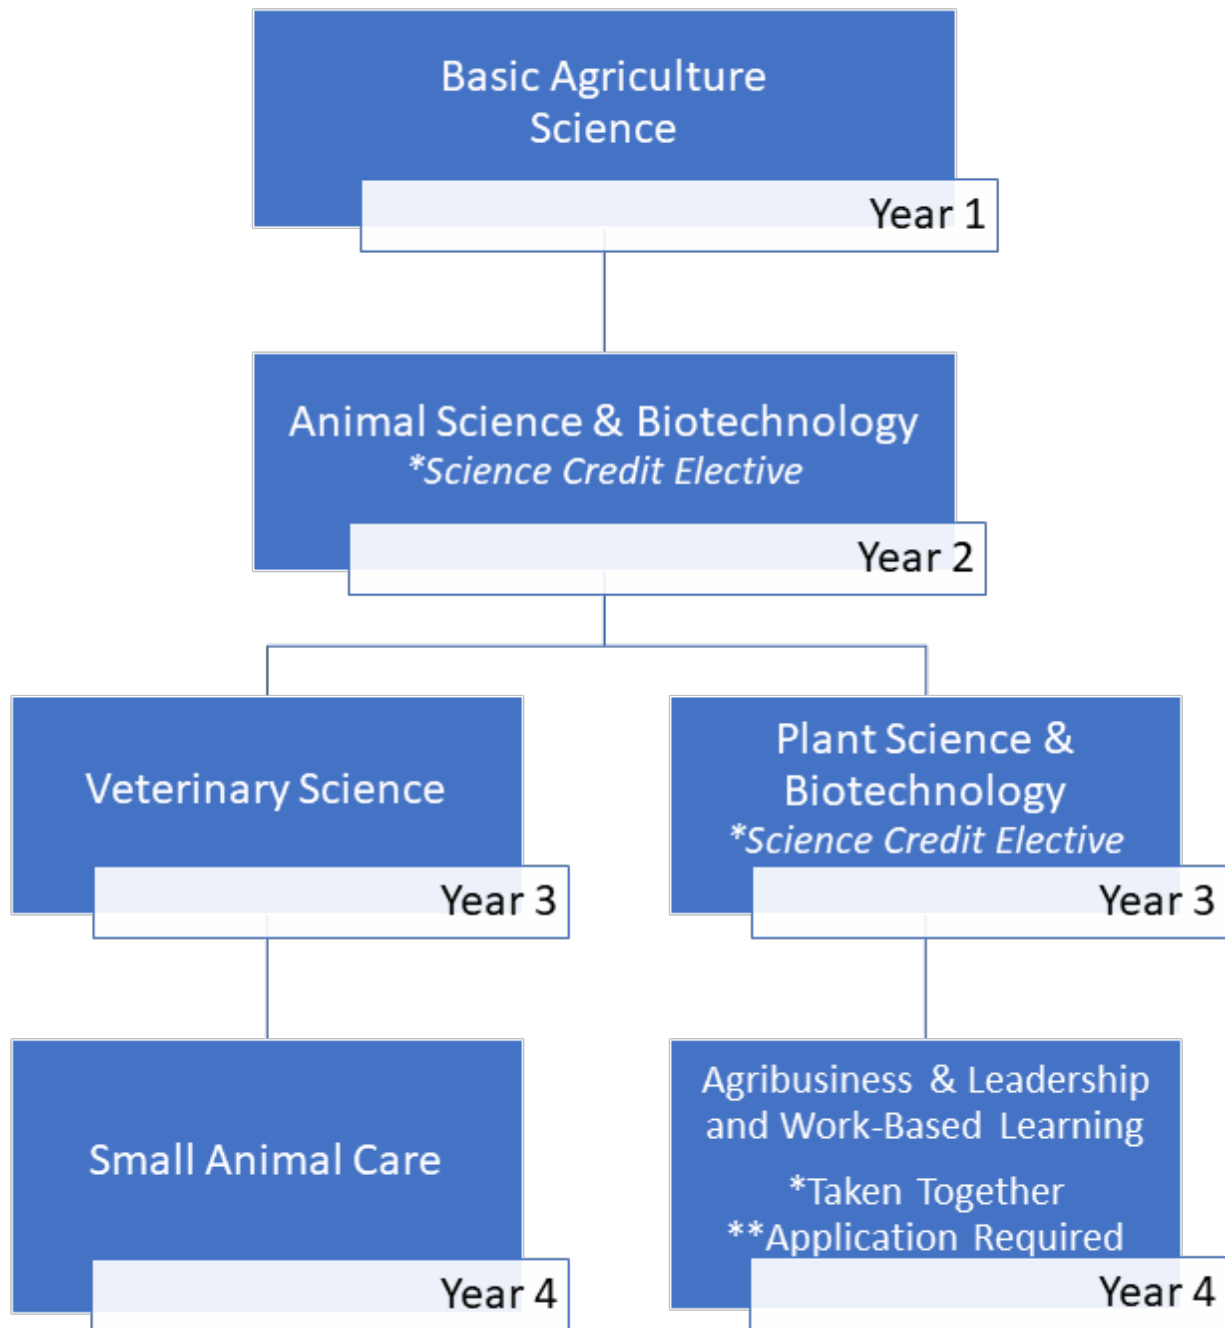 Basic Agriculture
Science
Year 1
Animal Science & Biotechnology
*Science Credit Elective
Year 2
Veterinary Science
Year 3
Plant Science &
Biotechnology
*Science Credit Elective
Year 3
Small Animal Care
Year 4
Agribusiness & Leadership
and Work-Based Learning
*Taken Together
**Application Required
Year 4